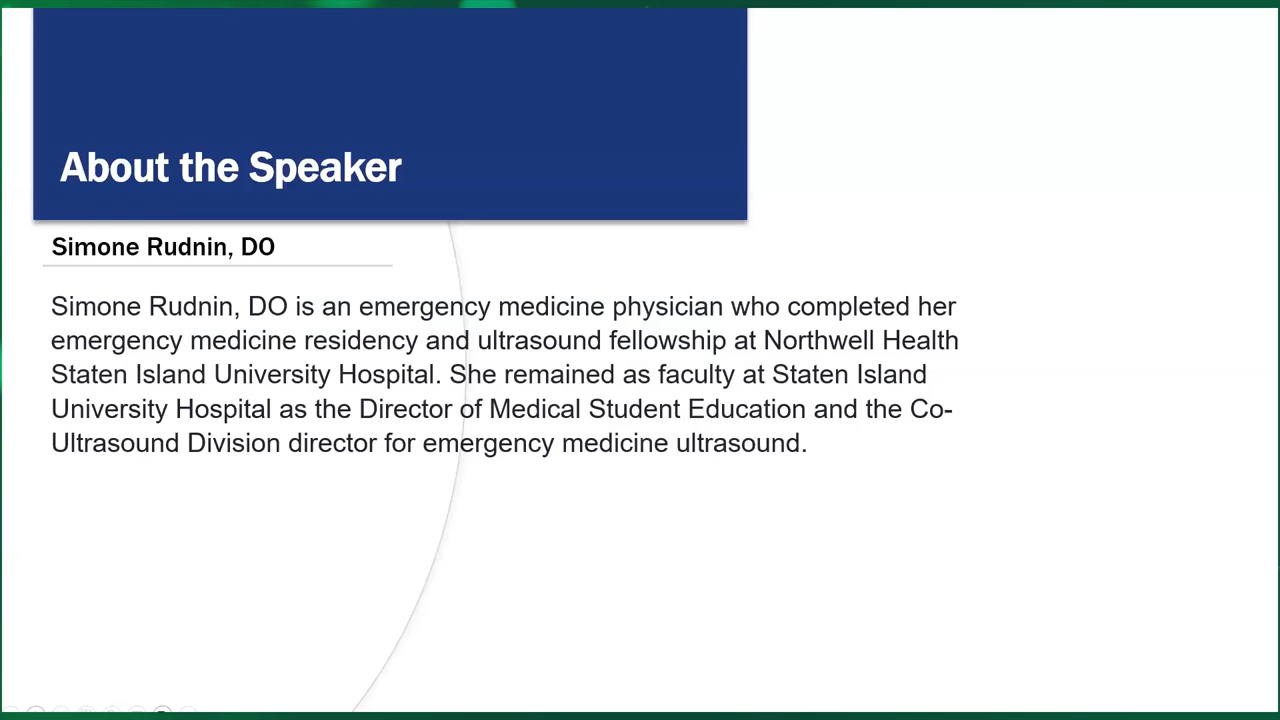 About the Speaker
Simone Rudnin, DO
Simone Rudnin, DO is an emergency medicine physician who completed her
emergency medicine residency and ultrasound fellowship at Northwell Health
Staten Island University Hospital. She remained as faculty at Staten Island
University Hospital as the Director of Medical Student Education and the Co-
Ultrasound Division director for emergency medicine ultrasound.